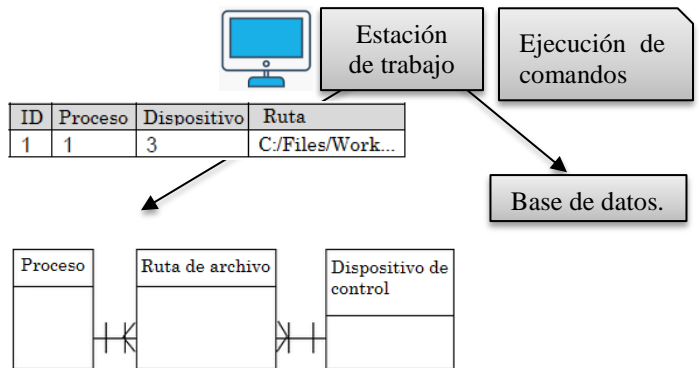 Estación
de trabajo
Ejecución de
comandos
ID Proceso Dispositivo Ruta
1 1 3 C:/Files/Work...
Base de datos.
Proceso
Ruta de archivo
Dispositivo de
control